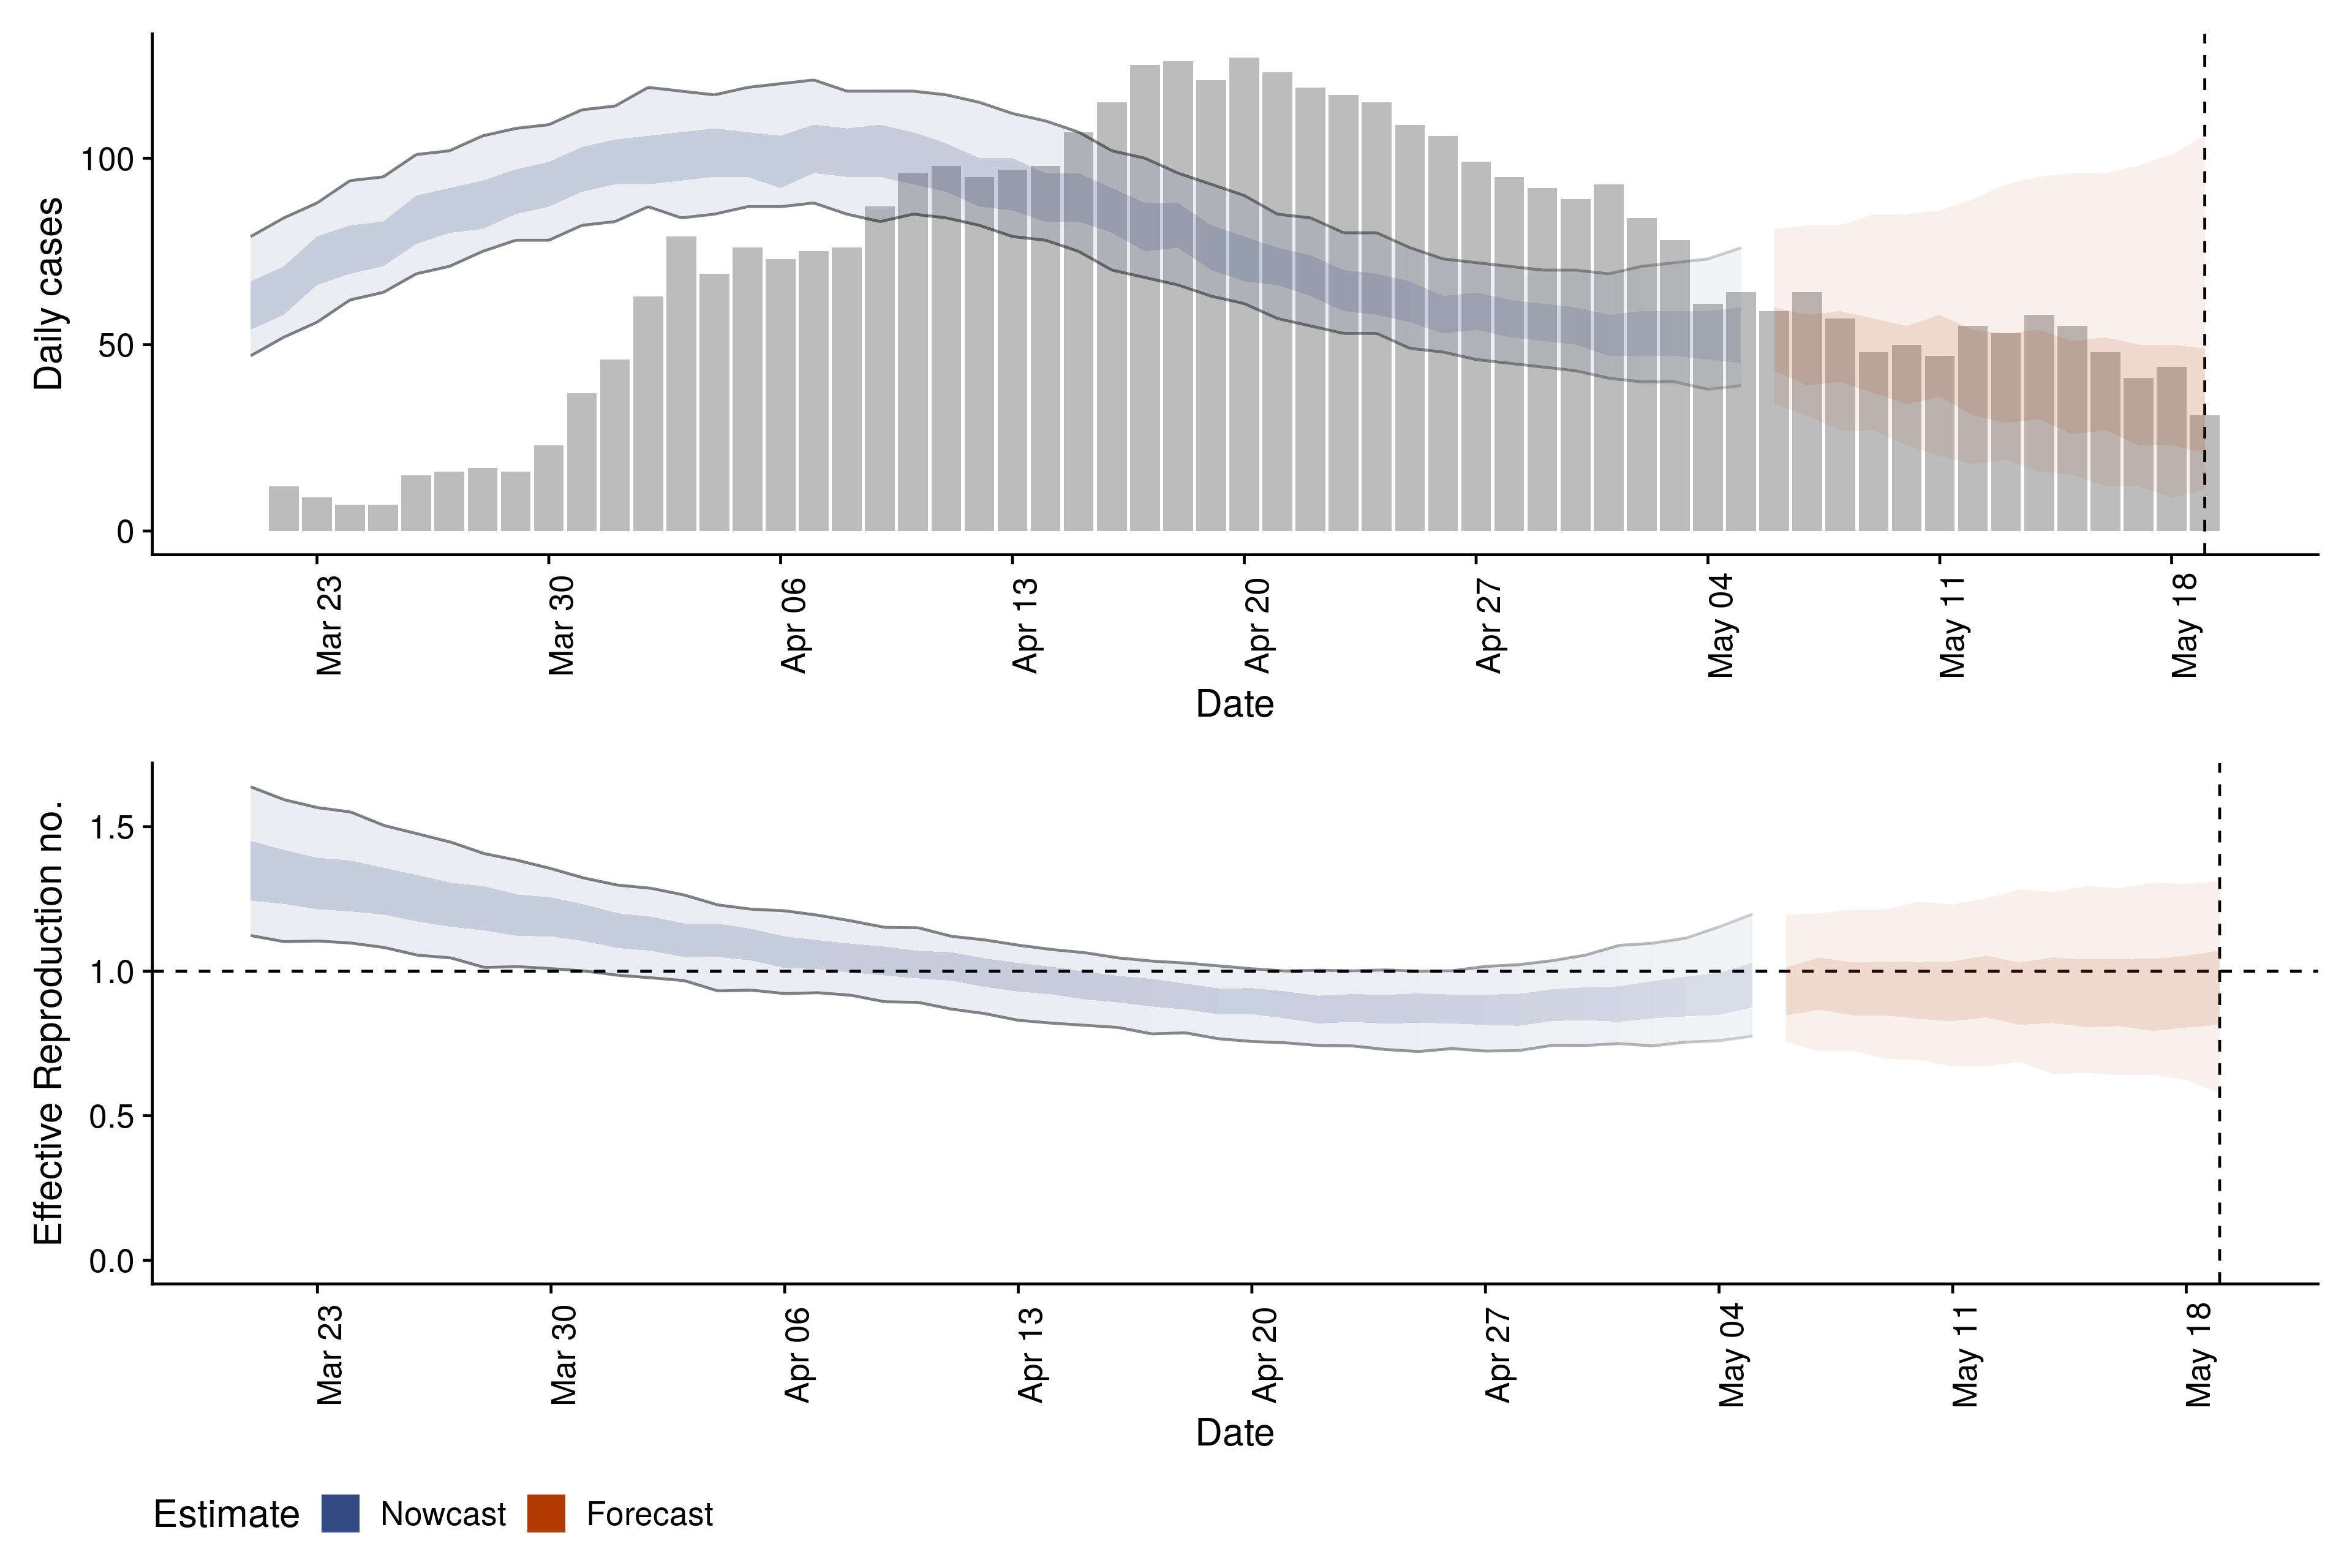 Daily cases
100
50
0
Mar 23
Mar 30
Apr 06
Apr 13
Apr 20
Apr 27
May 04
May 11
May 18
Date
Effective Reproduction no.
1.5
1.0
0.5
0.0
Mar 23
Mar 30
Apr 06
Apr 13
Apr 20
Apr 27
May 04
May 11
May 18
Date
Estimate Nowcast Forecast